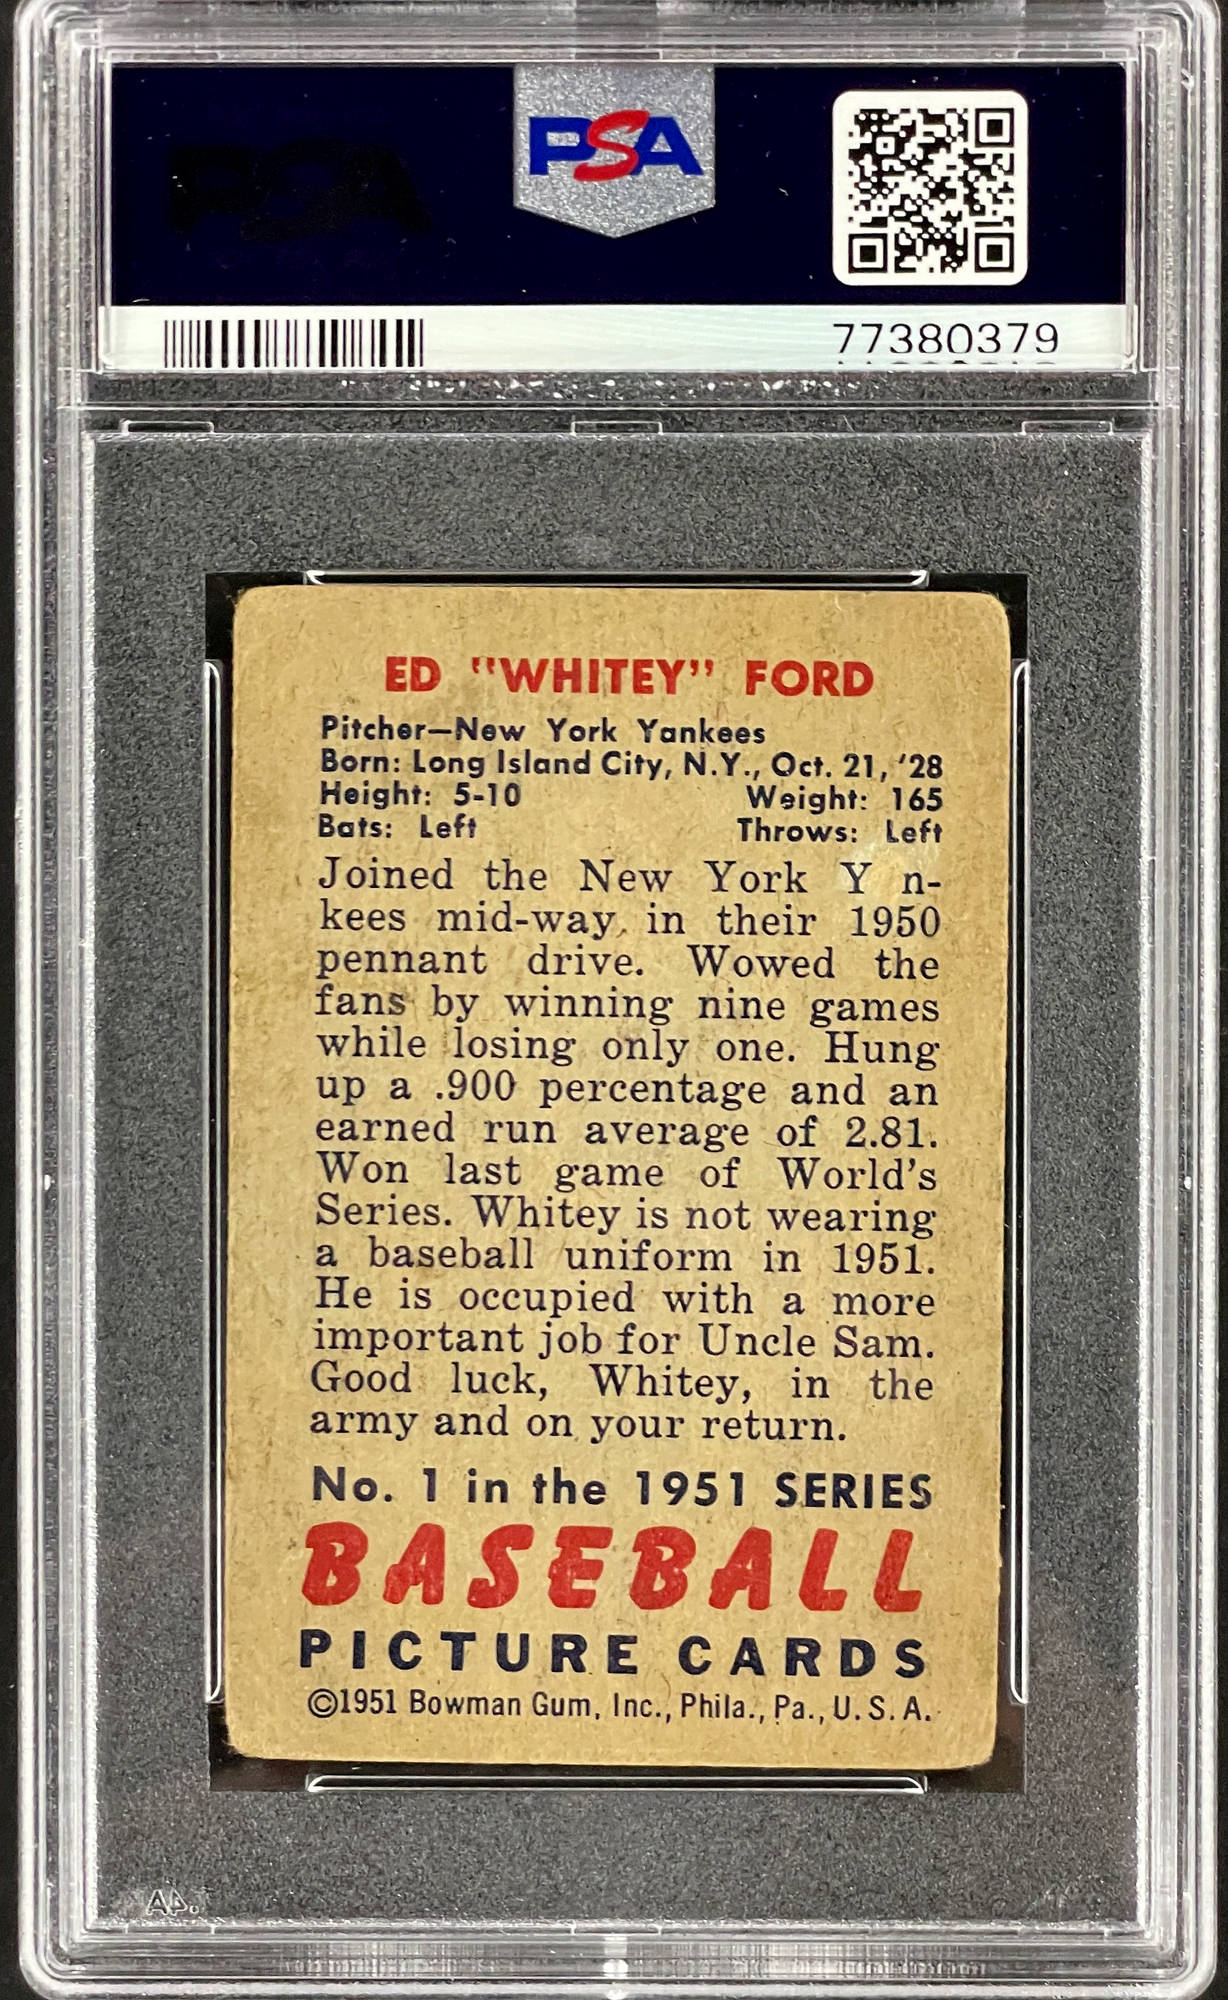 PSA
77380379
ED "WHITEY" FORD
Pitcher—New York Yankees
Born: Long Island City, N.Y., Oct. 21, '28
Height: 5-10 Weight: 165
Bats: Left Throws: Left
Joined the New York Y n-
kees mid-way in their 1950
pennant drive. Wowed the
fans by winning nine games
while losing only one. Hung
up a .900 percentage and an
earned run average of 2.81.
Won last game of World's
Series. Whitey is not wearing
a baseball uniform in 1951.
He is occupied with a more
important job for Uncle Sam.
Good luck, Whitey, in the
army and on your return.
No. 1 in the 1951 SERIES
BASEBALL
PICTURE CARDS
©1951 Bowman Gum, Inc., Phila., Pa., U.S.A.